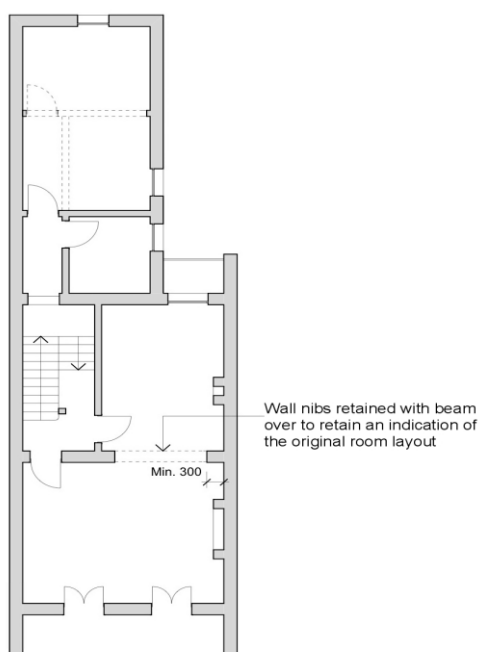 Wall nibs retained with beam
over to retain an indication of
the original room layout
Min. 300